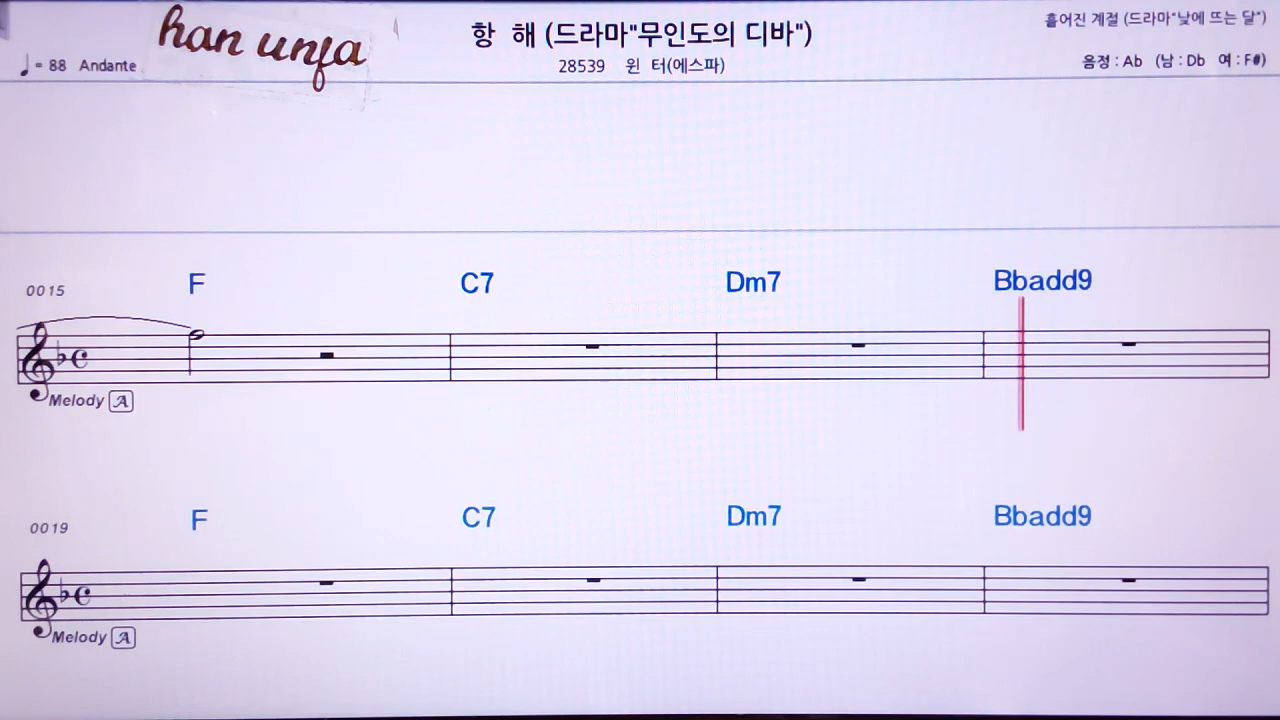 han unfa
항 해 (드라마"무인도의 디바")
흩어진 계절 (드라마"낮에 뜨는 달")
♩= 88 Andante
28539 윈 터(에스파)
음정 : Ab (남 : Db 여 : F#)
0015 F C7 Dm7 Bbadd9
Melody A
0019 F C7 Dm7 Bbadd9
Melody A